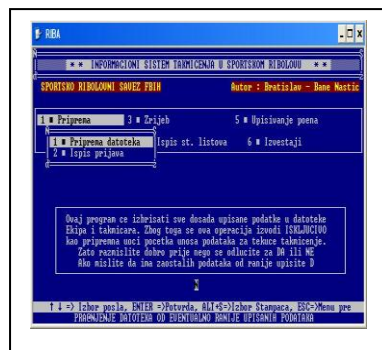 RIBA
* * INFORMACIONI SISTEM TAKMICENJA U SPORTSKOM RIBOLOVU * *
SPORTSKO RIBOLOVNI SAVEZ FBIH Autor : Bratislav - Bane Nastic
1 ■ Priprema 3 ■ Zrijeb 5 ■ Upisivanje poena
1 ■ Priprema datoteka Ispis st. listova 6 ■ Izvestaji
2 ■ Ispis prijava
Ovaj program ce izbrisati sve dosada upisane podatke u datoteke
Ekipa i takmicara. Zbog toga se ova operacija izvodi ISKLJUCIVO
kao priprema uoci pocetka unosa podataka za tekuce takmicenje.
Zato razmislite dobro prije nego se odlucite za DA ili NE
Ako mislite da ima zaostalih podataka od ranije upisite D
N
↑ ↓ => Izbor posla, ENTER =>Potvrda, ALT+S=>Izbor Stampaca, ESC=>Menu pre
DATOTEKA OD EVENTUALNO RANIJE UPISANIH PODATAKA